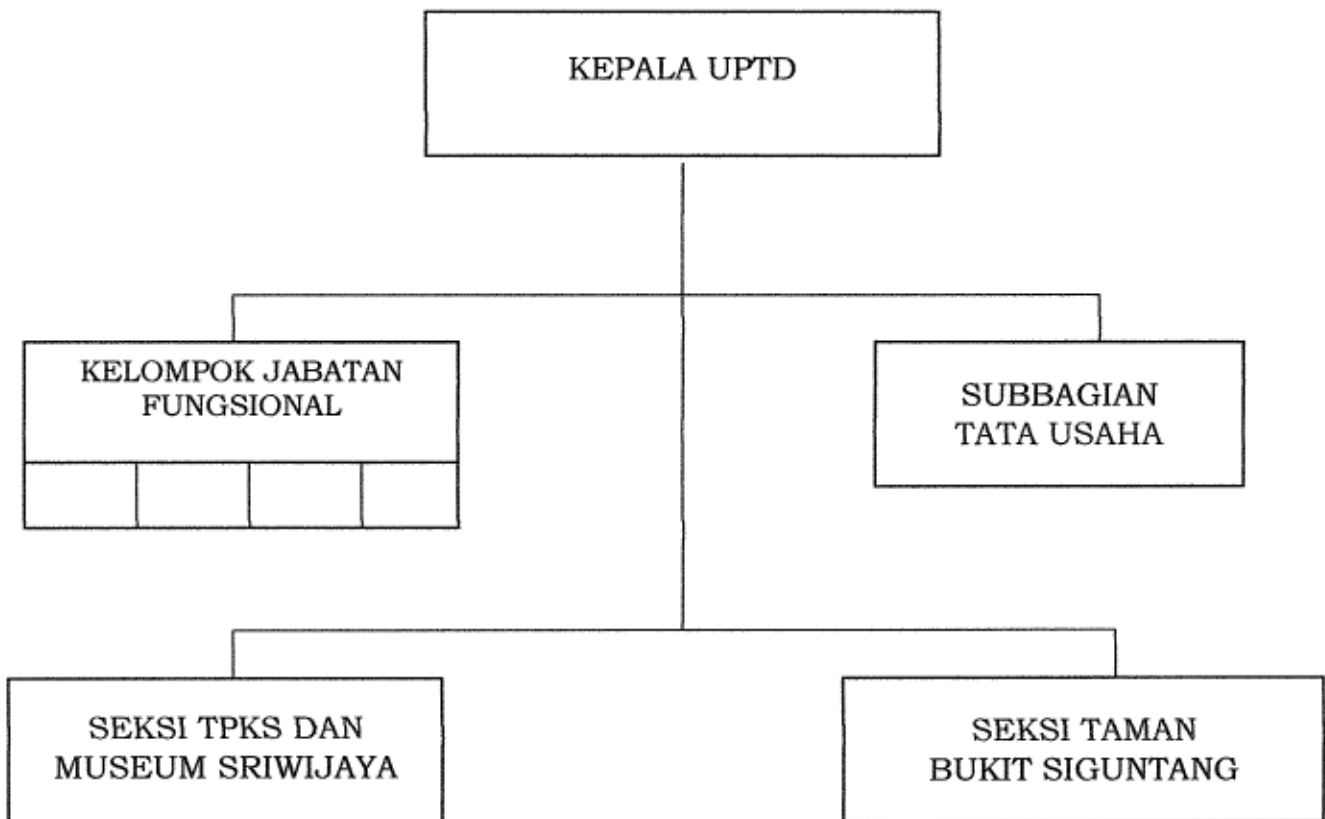 KEPALA UPTD
KELOMPOK JABATAN
FUNGSIONAL
SUBBAGIAN
TATA USAHA
SEKSI TPKS DAN
MUSEUM SRIWIJAYA
SEKSI TAMAN
BUKIT SIGUNTANG